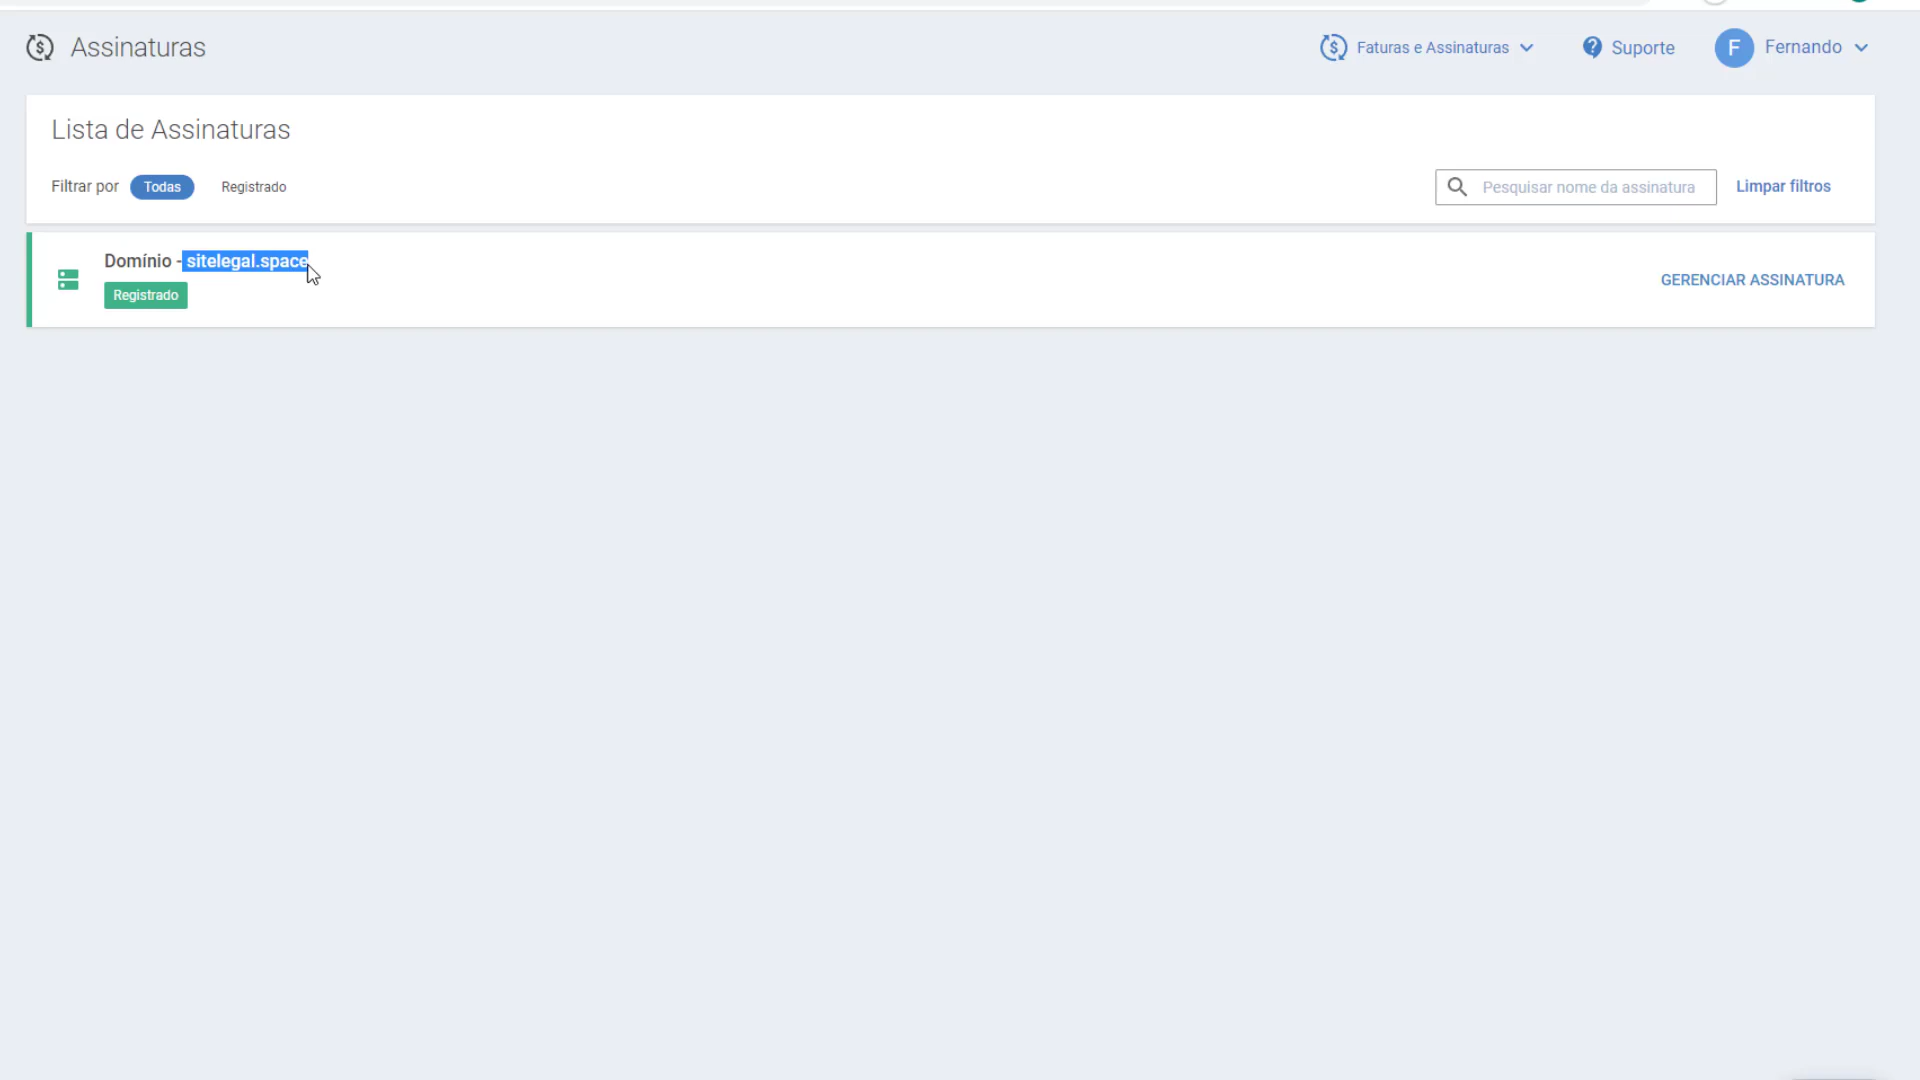 Assinaturas
Faturas e Assinaturas
Suporte
F
Fernando
Lista de Assinaturas
Filtrar por
Todas
Registrado
Pesquisar nome da assinatura
Limpar filtros
Domínio - sitelegal.space
Registrado
GERENCIAR ASSINATURA